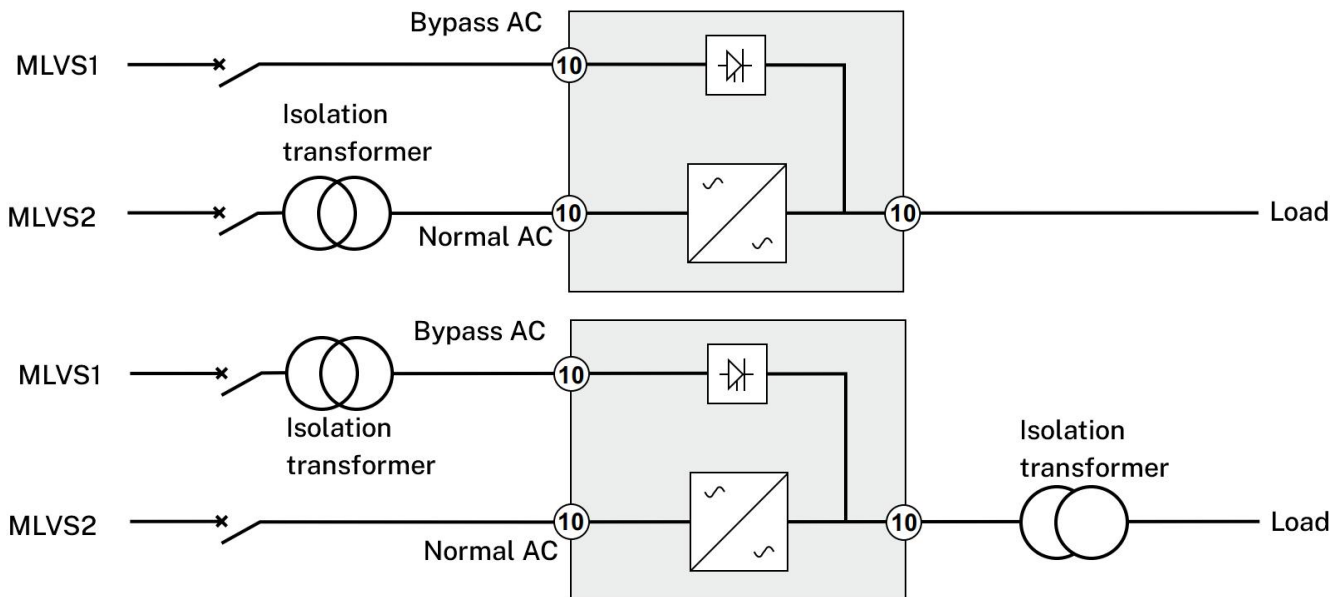 Bypass AC
MLVS1
10
Isolation
transformer
MLVS2
10
10
Load
Normal AC
Bypass AC
MLVS1
10
Isolation
transformer
Isolation
transformer
MLVS2
10
10
Load
Normal AC